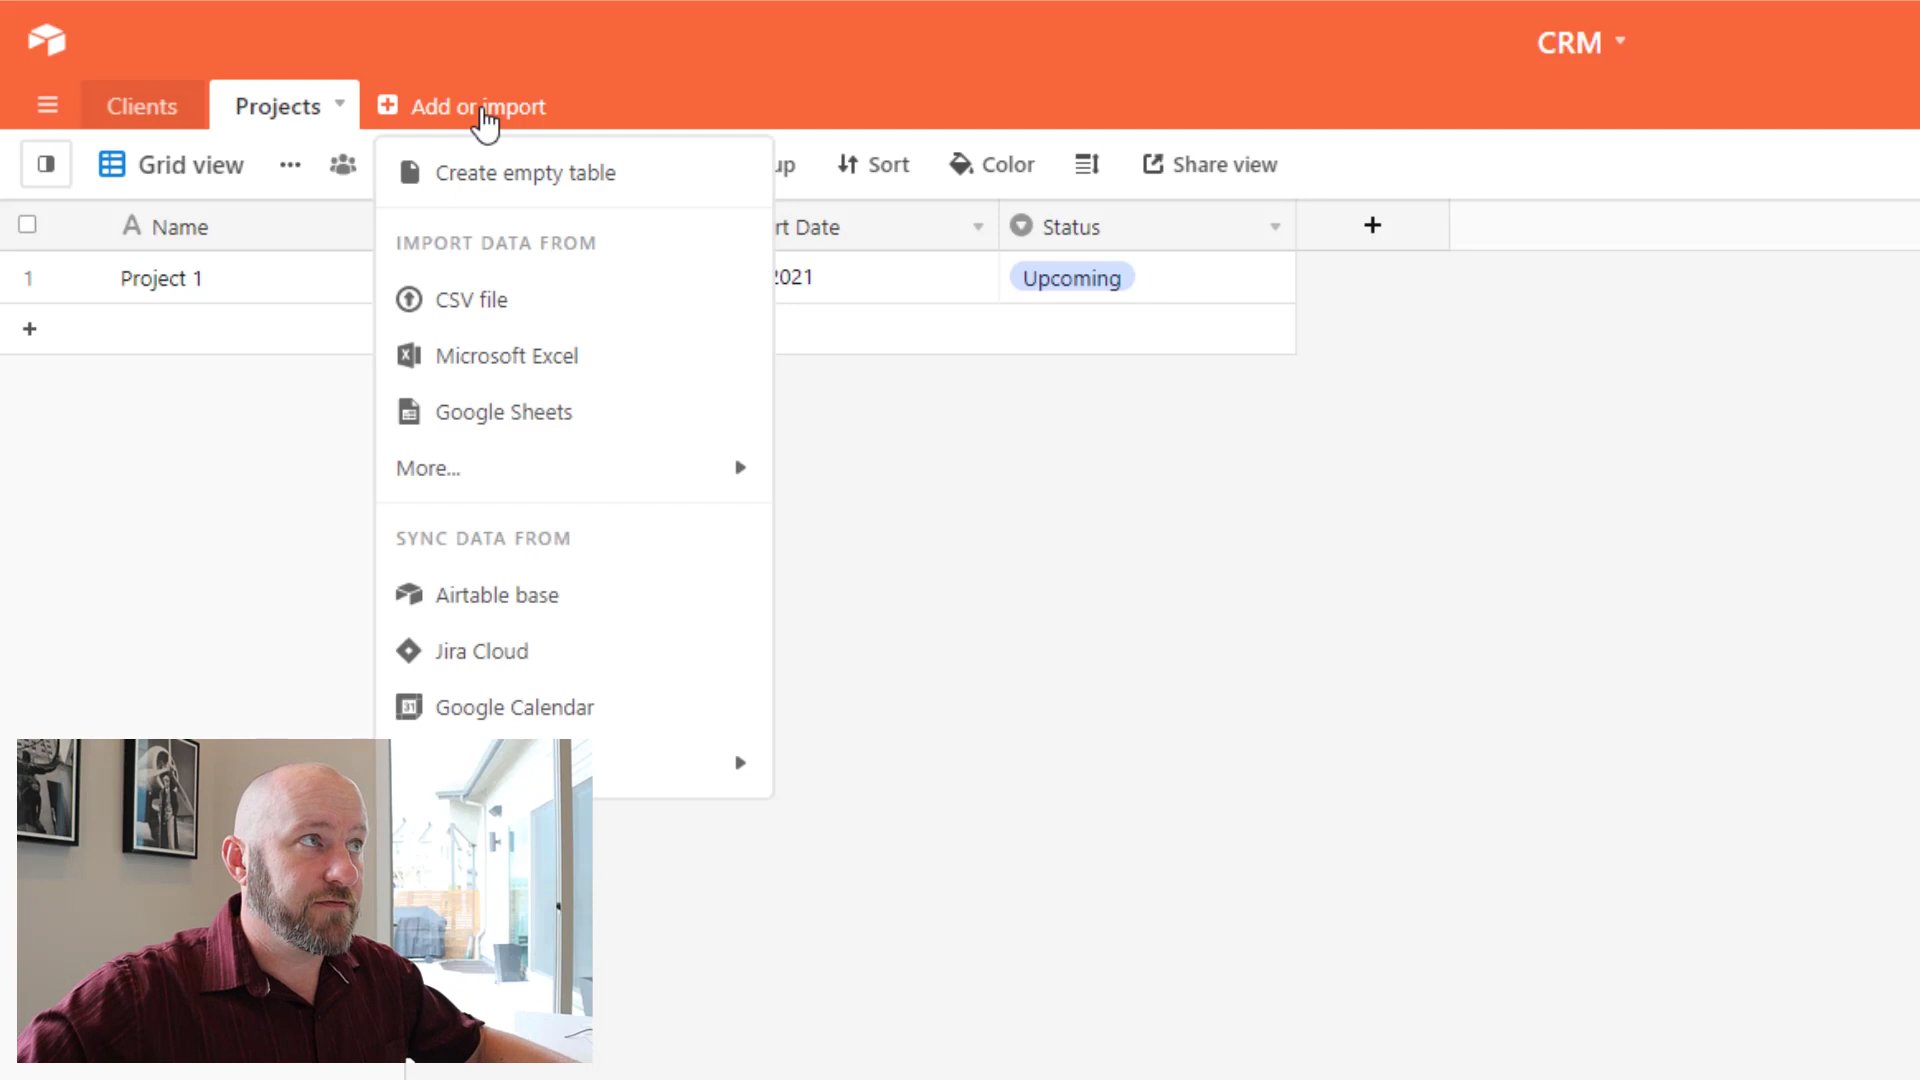 CRM
Clients
Projects
Add or import
Grid view
up
Sort
Color
Share view
Create empty table
Name
rt Date
Status
IMPORT DATA FROM
1
Project 1
2021
Upcoming
CSV file
Microsoft Excel
Google Sheets
More...
SYNC DATA FROM
Airtable base
Jira Cloud
31
Google Calendar